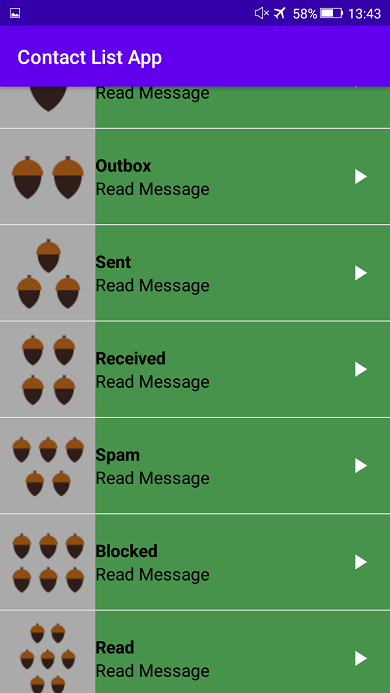 58% 13:43
Contact List App
Read Message
Outbox
Read Message
Sent
Read Message
Received
Read Message
Spam
Read Message
Blocked
Read Message
Read
Read Message